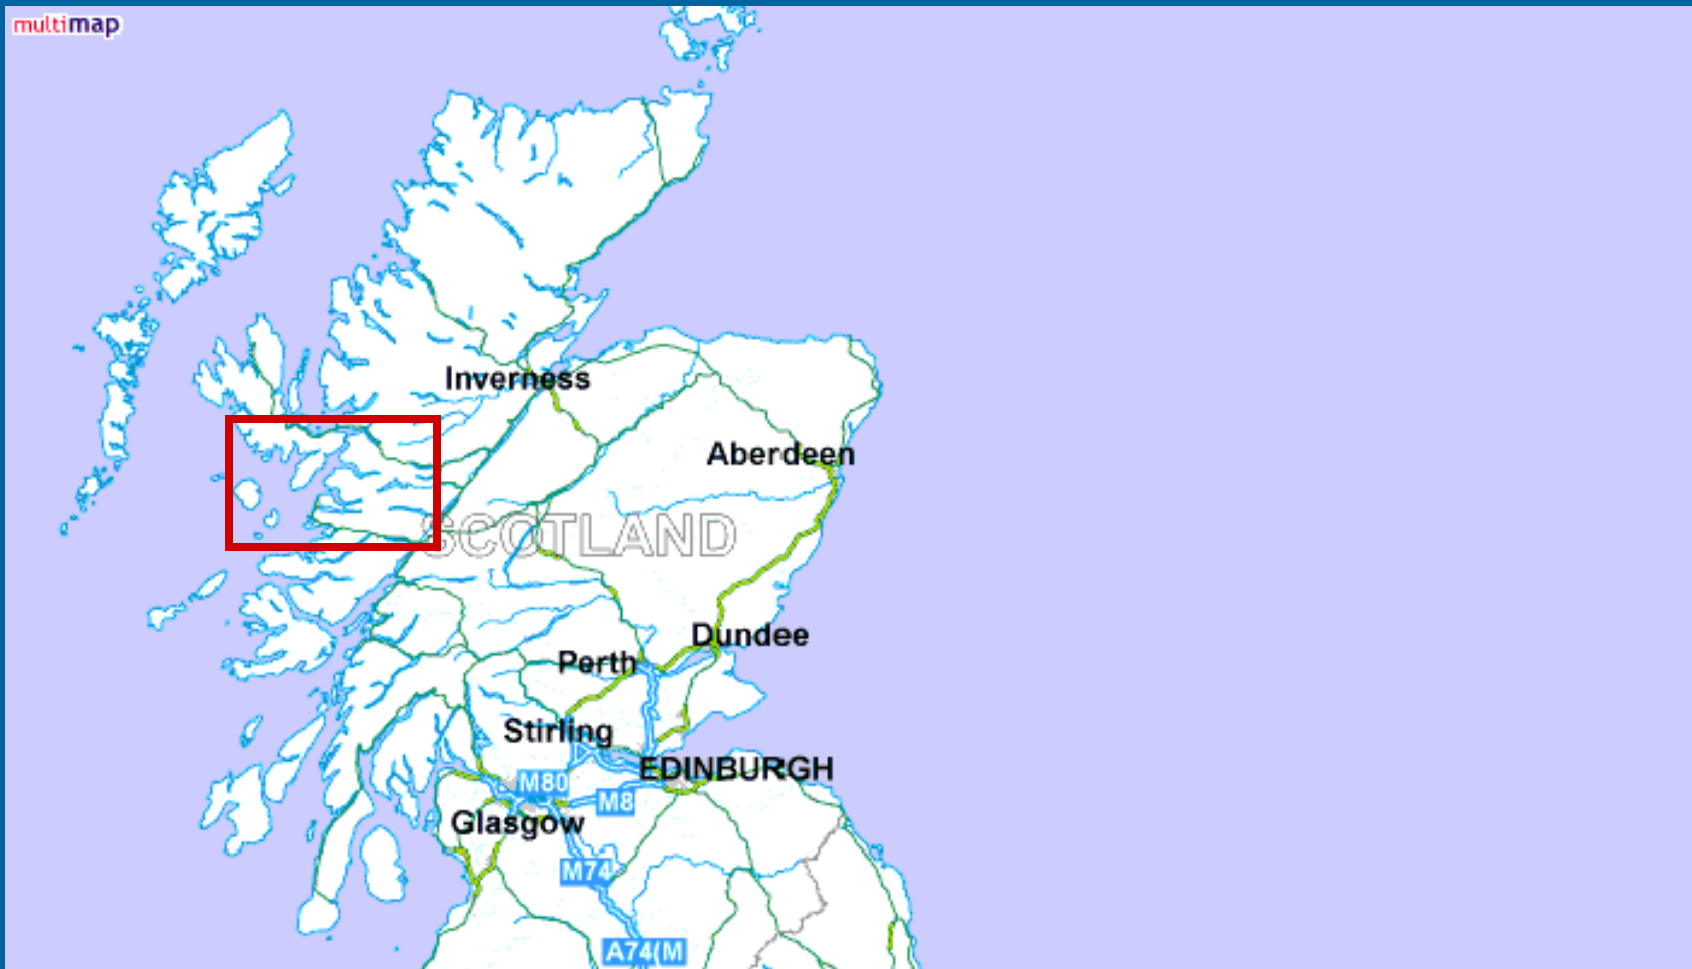 multimap
Inverness
Aberdeen
SCOTLAND
Dundee
Perth
Stirling
EDINBURGH
M80
M8
Glasgow
M74
A74(M